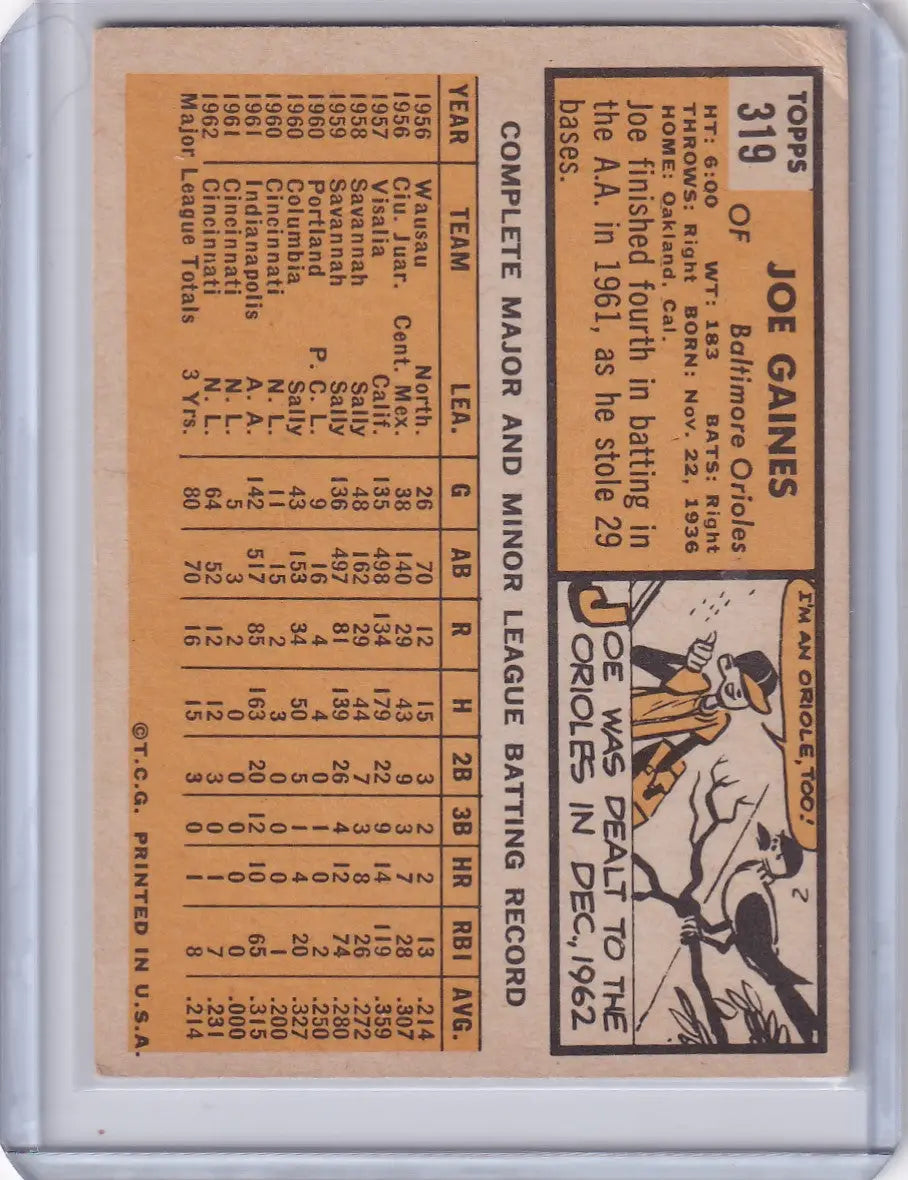 TOPPS
319
JOE GAINES
OF Baltimore Orioles
HT: 6:00 WT: 183 BATS: Right
THROWS: Right BORN: Nov. 22, 1936
HOME: Oakland, Cal.
Joe finished fourth in batting in
the A.A. in 1961, as he stole 29
bases.
I'M AN ORIOLE, TOO!
JOE WAS DEALT TO THE
ORIOLES IN DEC., 1962
COMPLETE MAJOR AND MINOR LEAGUE BATTING RECORD
YEAR TEAM LEA. G AB R H 2B 3B HR RBI AVG.
1956 Wausau North. 26 70 12 15 3 2 2 13 .214
1956 Ciu. Juar. Cent. Mex. 38 140 29 43 9 3 7 28 .307
1957 Visalia Calif. 135 498 134 179 22 9 14 119 .359
1958 Savannah Sally 48 162 29 44 7 3 8 26 .272
1959 Savannah Sally 136 497 81 139 26 4 12 74 .280
1960 Portland P. C. L. 9 16 4 4 0 1 0 2 .250
1960 Columbia Sally 43 153 34 50 5 1 4 20 .327
1960 Cincinnati N. L. 11 15 2 3 0 0 0 1 .200
1961 Indianapolis A. A. 142 517 85 163 20 12 10 65 .315
1961 Cincinnati N. L. 5 3 2 0 0 0 0 0 .000
1962 Cincinnati N. L. 64 52 12 12 3 0 1 7 .231
Major League Totals 3 Yrs. 80 70 16 15 3 0 1 8 .214
©T.C.G. PRINTED IN U.S.A.